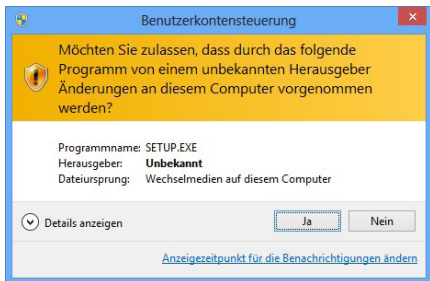 Benutzerkontensteuerung
Möchten Sie zulassen, dass durch das folgende
Programm von einem unbekannten Herausgeber
Änderungen an diesem Computer vorgenommen
werden?
Programmname: SETUP.EXE
Herausgeber: Unbekannt
Dateiursprung: Wechselmedien auf diesem Computer
Details anzeigen Ja Nein
Anzeigezeitpunkt für die Benachrichtigungen ändern